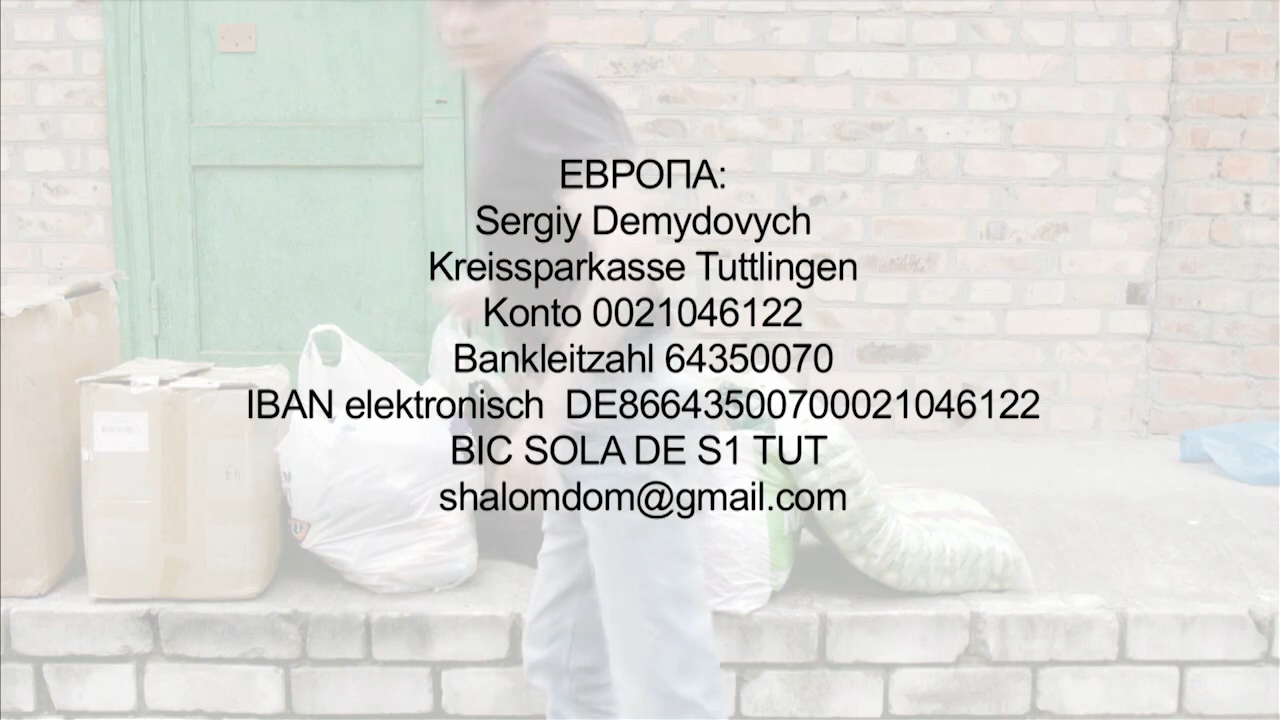 ЕВРОПА:
Sergiy Demydovych
Kreissparkasse Tuttlingen
Konto 0021046122
Bankleitzahl 64350070
IBAN elektronisch DE86643500700021046122
BIC SOLA DE S1 TUT
shalomdom@gmail.com